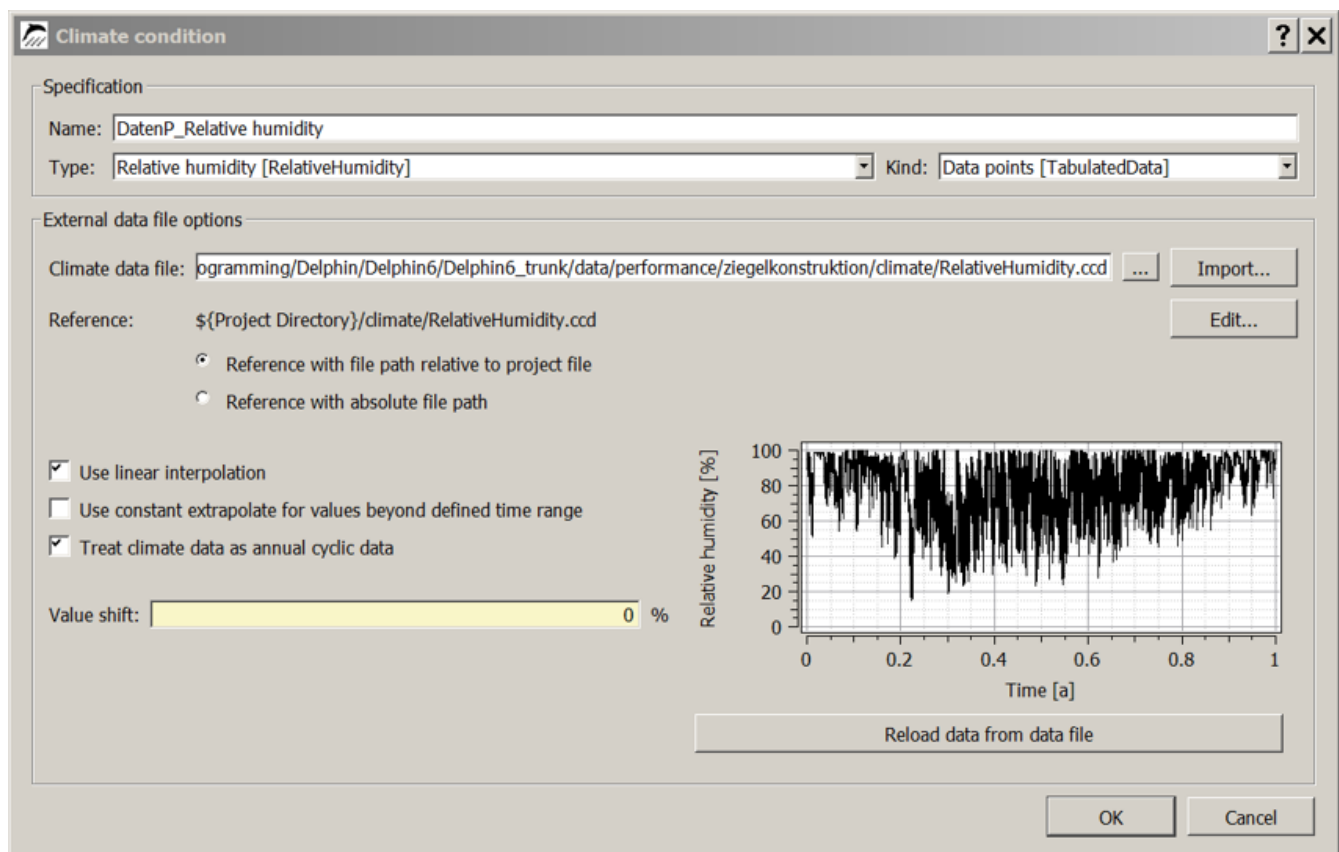 Climate condition
Specification
Name: DatenP_Relative humidity
Type: Relative humidity [RelativeHumidity] Kind: Data points [TabulatedData]
External data file options
Climate data file: ogramming/Delphin/Delphin6/Delphin6_trunk/data/performance/ziegelkonstruktion/climate/RelativeHumidity.ccd ... Import...
Reference: ${Project Directory}/climate/RelativeHumidity.ccd Edit...
Reference with file path relative to project file
Reference with absolute file path
Use linear interpolation
Use constant extrapolate for values beyond defined time range
Treat climate data as annual cyclic data
Value shift: 0 %
Relative humidity [%]
100
80
60
40
20
0
0 0.2 0.4 0.6 0.8 1
Time [a]
Reload data from data file
OK Cancel